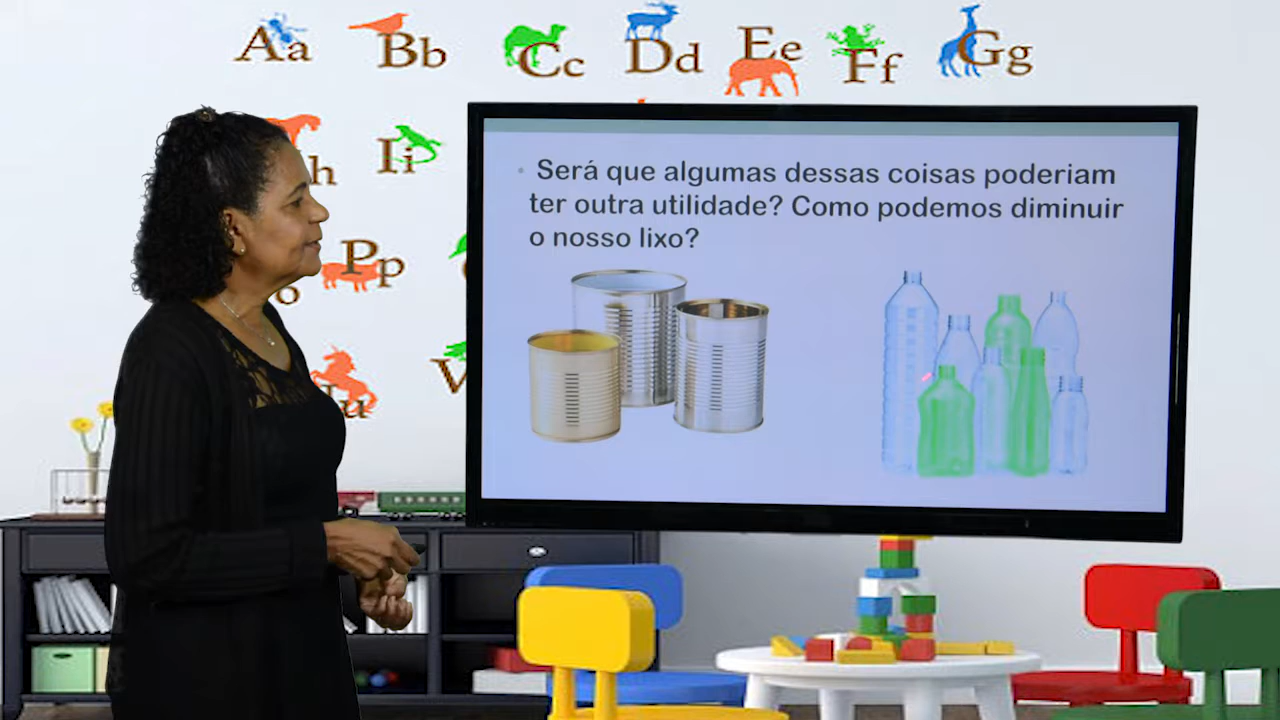 Aa Bb Cc Dd Ee Ff Gg
h Ii
o Pp
u V
• Será que algumas dessas coisas poderiam
ter outra utilidade? Como podemos diminuir
o nosso lixo?